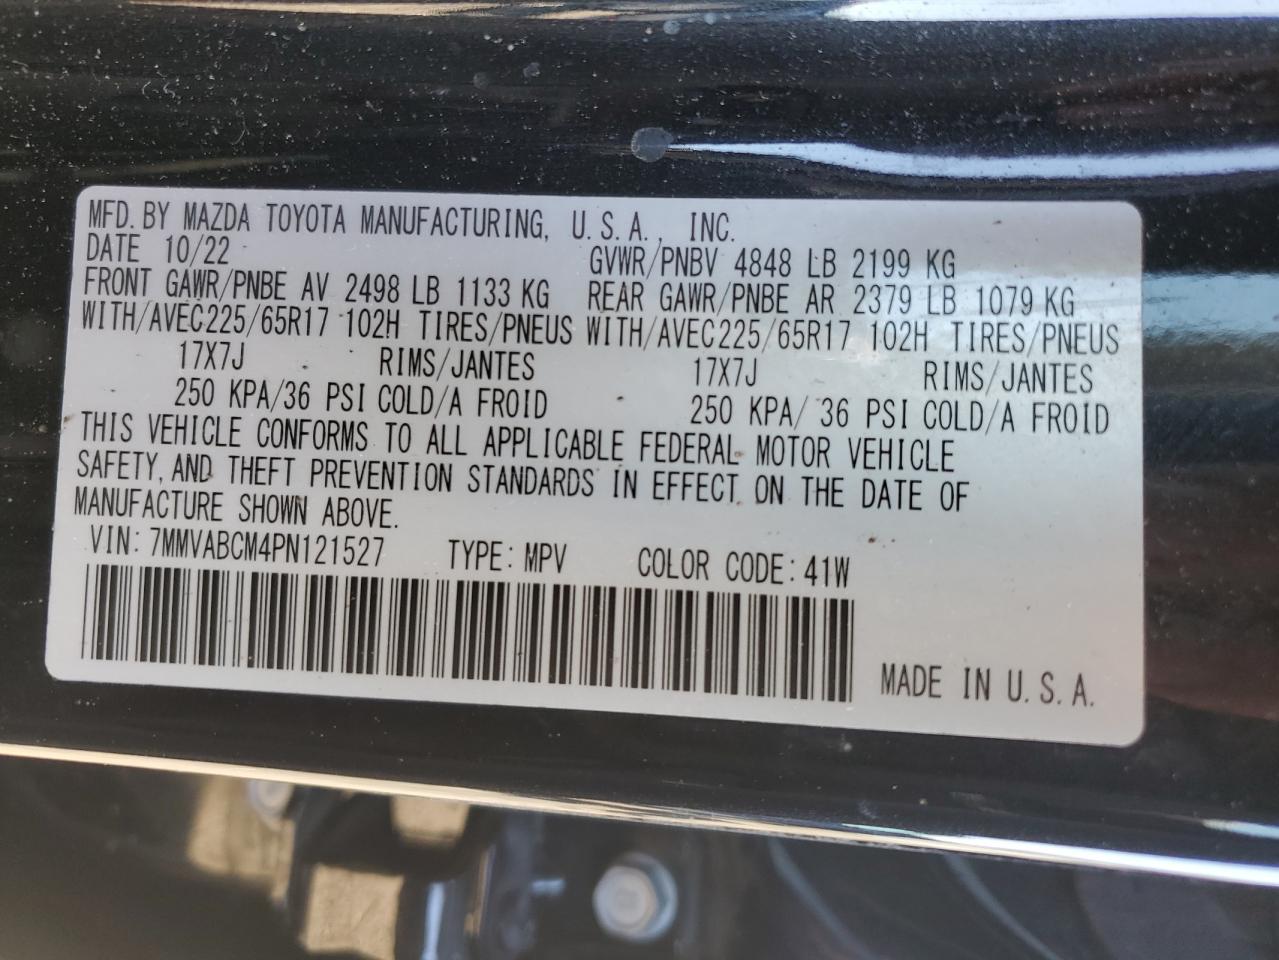 MFD. BY MAZDA TOYOTA MANUFACTURING, U.S.A., INC.
DATE 10/22 GVWR/PNBV 4848 LB 2199 KG
FRONT GAWR/PNBE AV 2498 LB 1133 KG REAR GAWR/PNBE AR 2379 LB 1079 KG
WITH/AVEC225/65R17 102H TIRES/PNEUS WITH/AVEC225/65R17 102H TIRES/PNEUS
17X7J RIMS/JANTES 17X7J RIMS/JANTES
250 KPA/36 PSI COLD/A FROID 250 KPA/ 36 PSI COLD/A FROID
THIS VEHICLE CONFORMS TO ALL APPLICABLE FEDERAL MOTOR VEHICLE
SAFETY, AND THEFT PREVENTION STANDARDS IN EFFECT ON THE DATE OF
MANUFACTURE SHOWN ABOVE.
VIN: 7MMVABCM4PN121527 TYPE: MPV COLOR CODE: 41W
MADE IN U.S.A.